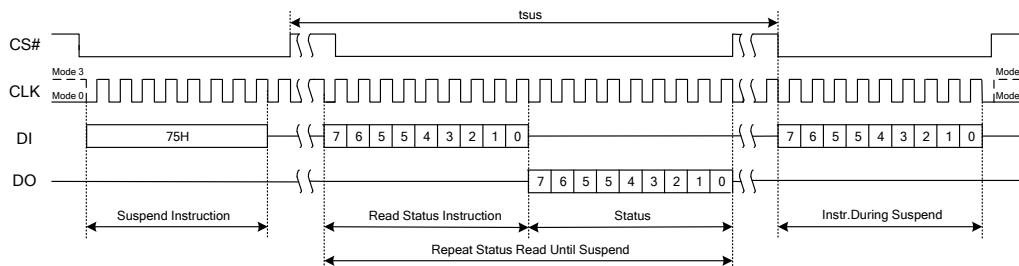 tsus
CS#
Mode 3
CLK
Mode 0
Mode
Mode
DI
75H
7 6 5 5 4 3 2 1 0
7 6 5 5 4 3 2 1 0
DO
7 6 5 5 4 3 2 1 0
Suspend Instruction
Read Status Instruction
Status
Instr.During Suspend
Repeat Status Read Until Suspend